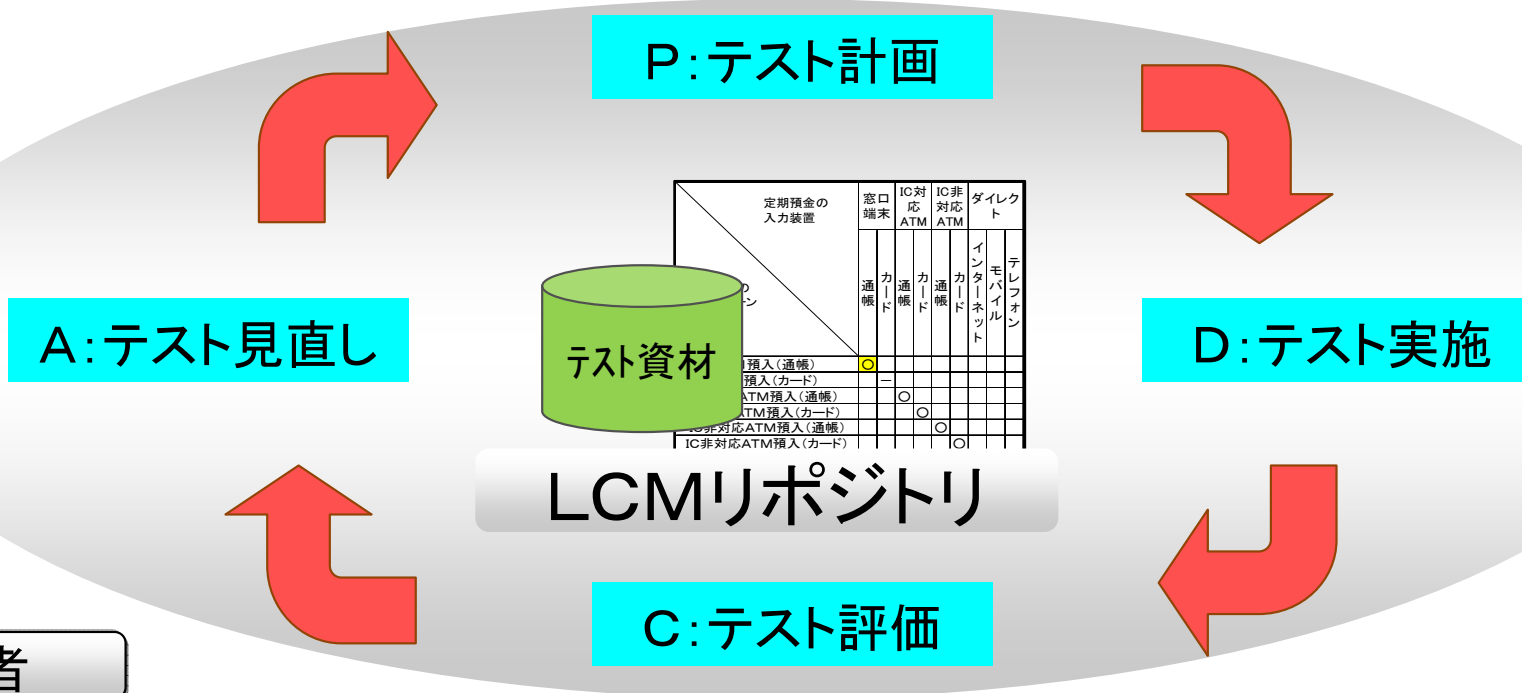 P:テスト計画
定期預金の
入力装置
窓口
端末
IC対
応
ATM
IC非
対応
ATM
ダイレク
ト
通帳
カード
通帳
カード
通帳
カード
インターネット
モバイル
テレフォン
の
ーン
テスト資材
預入(通帳) ○
預入(カード) －
ATM預入(通帳) ○
ATM預入(カード) ○
IC非対応ATM預入(通帳) ○
IC非対応ATM預入(カード) ○
A:テスト見直し
D:テスト実施
LCMリポジトリ
C:テスト評価
者